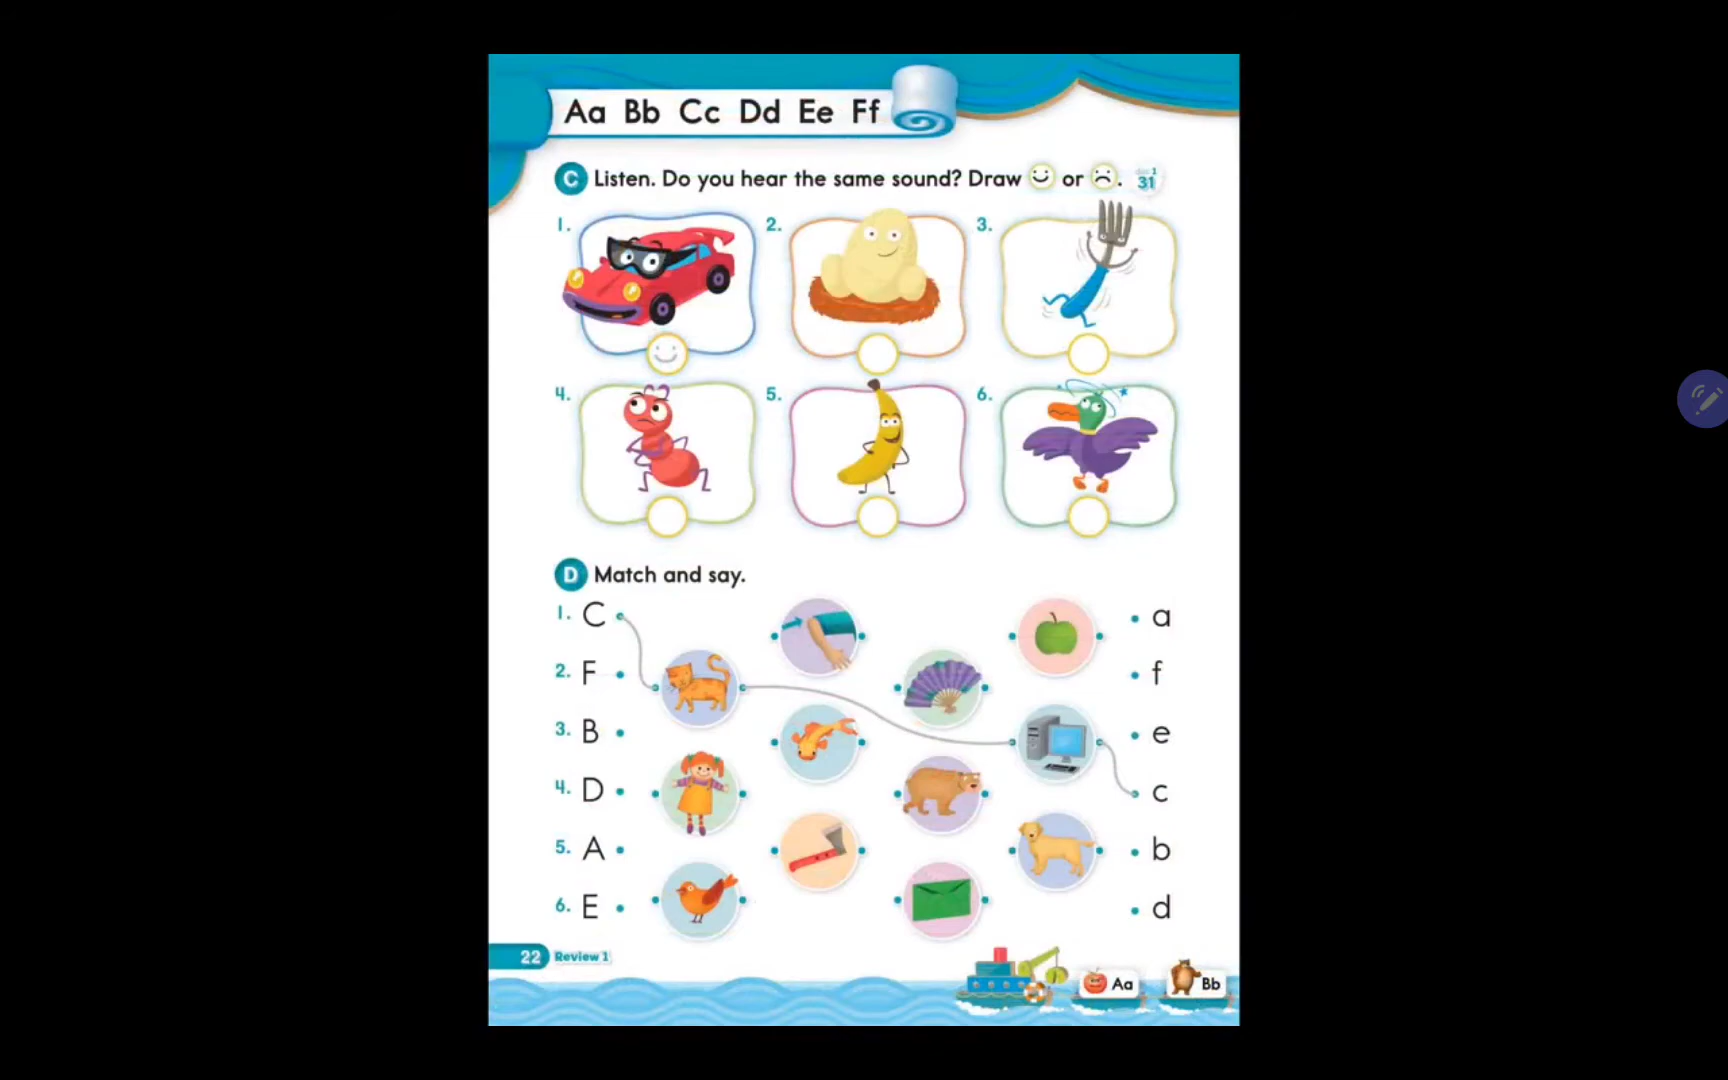 Aa Bb Cc Dd Ee Ff
C Listen. Do you hear the same sound? Draw or . 31
1. 2. 3.
4. 5. 6.
D Match and say.
1. C a
2. F f
3. B e
4. D c
5. A b
6. E d
22 Review 1
Aa Bb